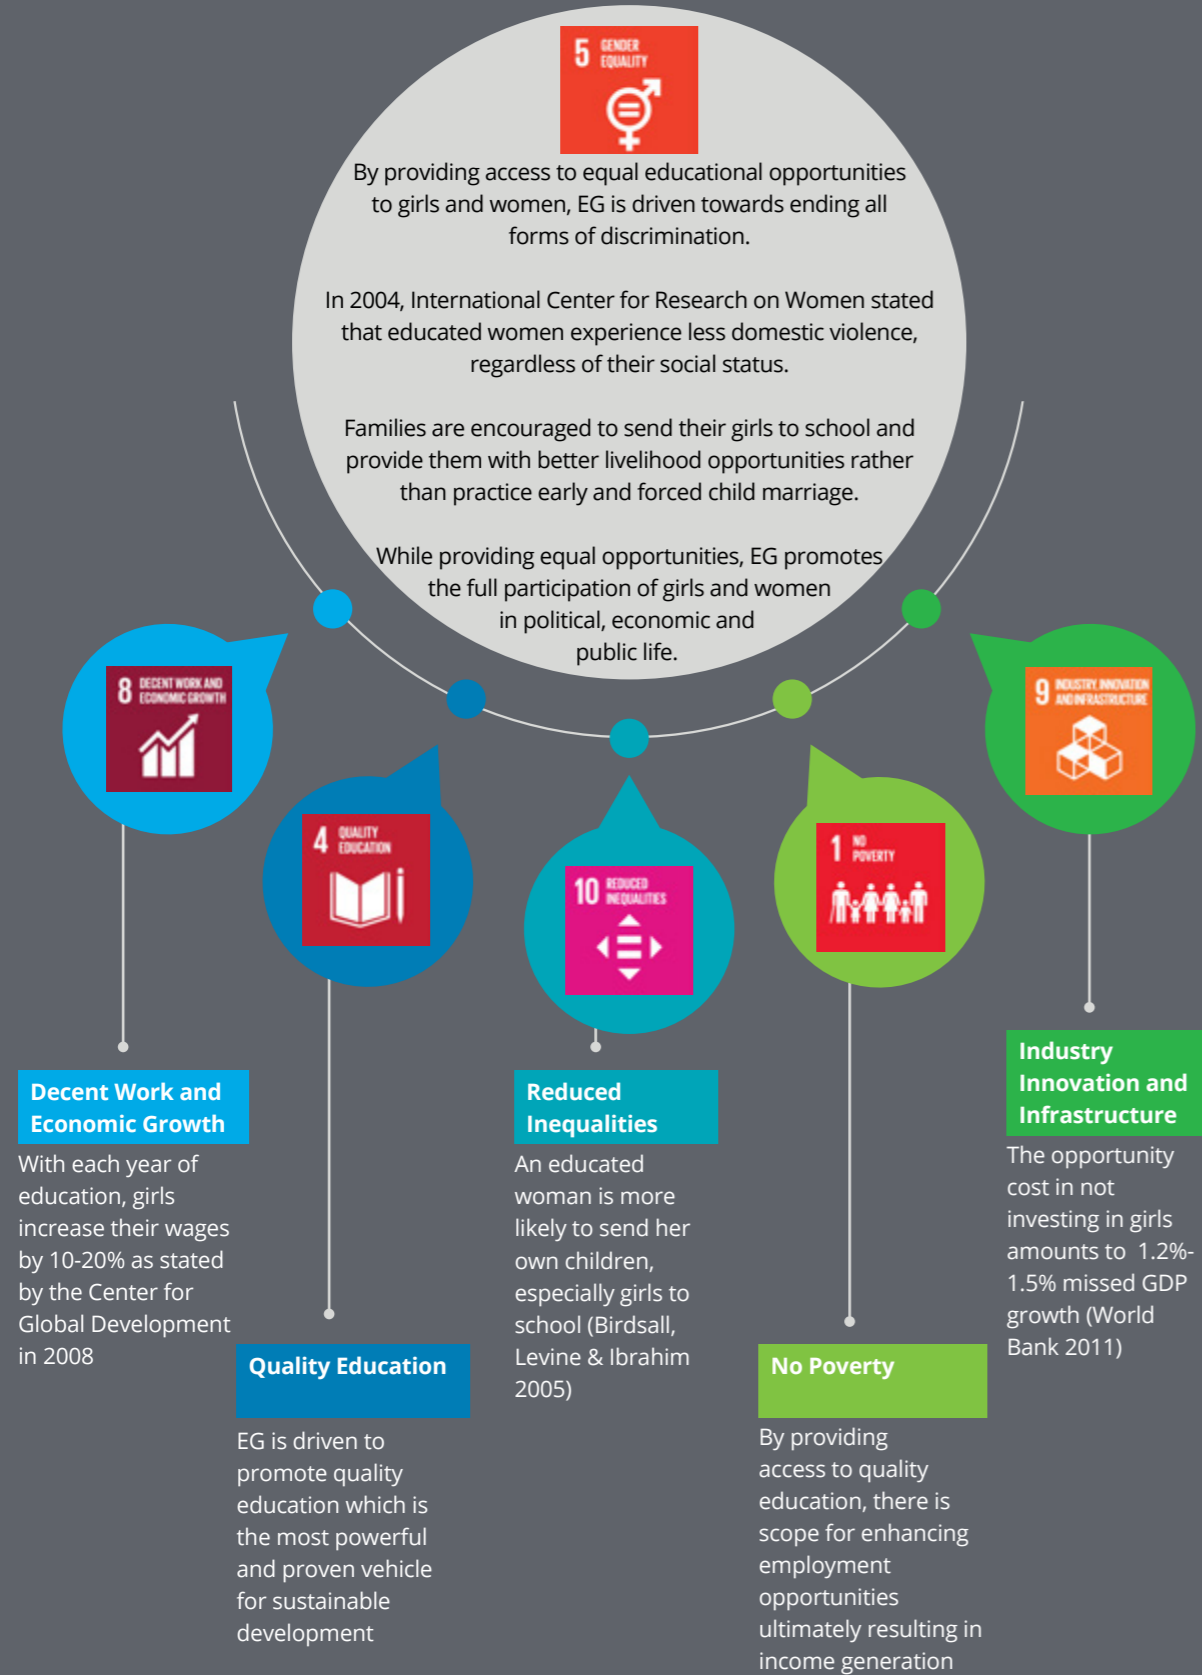 5 GENDER
EQUALITY
By providing access to equal educational opportunities
to girls and women, EG is driven towards ending all
forms of discrimination.
In 2004, International Center for Research on Women stated
that educated women experience less domestic violence,
regardless of their social status.
Families are encouraged to send their girls to school and
provide them with better livelihood opportunities rather
than practice early and forced child marriage.
While providing equal opportunities, EG promotes
the full participation of girls and women
in political, economic and
public life.
8 DECENT WORK AND
ECONOMIC GROWTH
4 QUALITY
EDUCATION
10 REDUCED
INEQUALITIES
1 NO
POVERTY
9 INDUSTRY, INNOVATION
AND INFRASTRUCTURE
Decent Work and
Economic Growth
With each year of
education, girls
increase their wages
by 10-20% as stated
by the Center for
Global Development
in 2008
Quality Education
EG is driven to
promote quality
education which is
the most powerful
and proven vehicle
for sustainable
development
Reduced
Inequalities
An educated
woman is more
likely to send her
own children,
especially girls to
school (Birdsall,
Levine & Ibrahim
2005)
No Poverty
By providing
access to quality
education, there is
scope for enhancing
employment
opportunities
ultimately resulting in
income generation
Industry
Innovation and
Infrastructure
The opportunity
cost in not
investing in girls
amounts to 1.2%-
1.5% missed GDP
growth (World
Bank 2011)